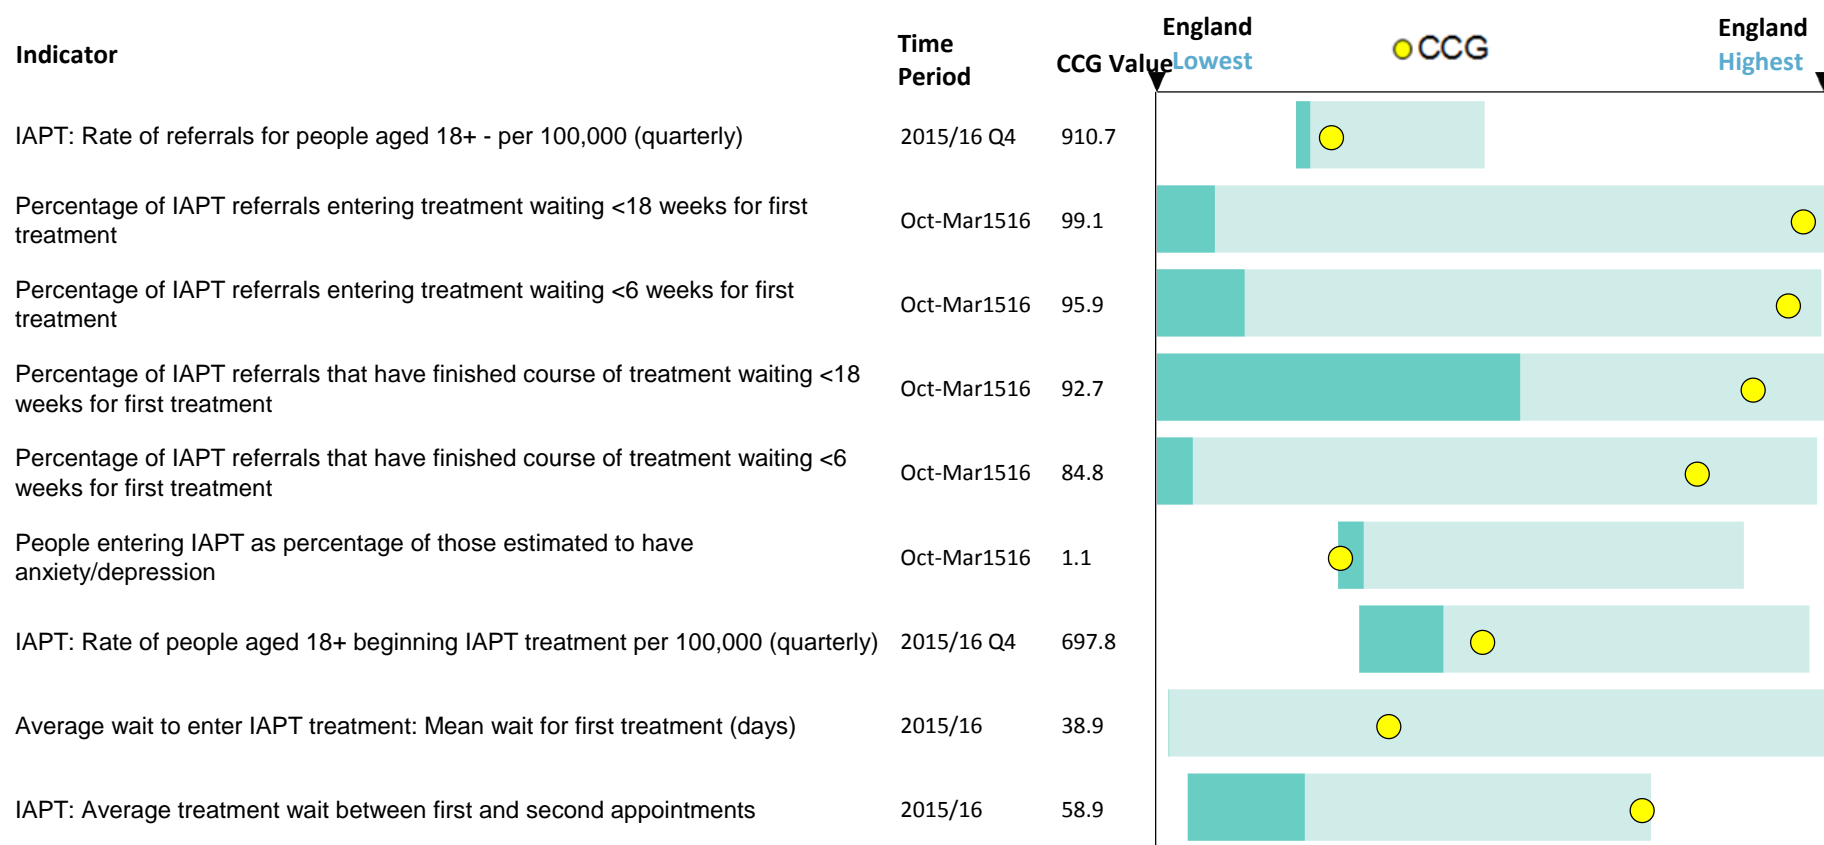 Indicator
Time
Period
CCG Value
England
Lowest
CCG
England
Highest
IAPT: Rate of referrals for people aged 18+ - per 100,000 (quarterly) 2015/16 Q4 910.7
Percentage of IAPT referrals entering treatment waiting <18 weeks for first
treatment
Oct-Mar1516 99.1
Percentage of IAPT referrals entering treatment waiting <6 weeks for first
treatment
Oct-Mar1516 95.9
Percentage of IAPT referrals that have finished course of treatment waiting <18
weeks for first treatment
Oct-Mar1516 92.7
Percentage of IAPT referrals that have finished course of treatment waiting <6
weeks for first treatment
Oct-Mar1516 84.8
People entering IAPT as percentage of those estimated to have
anxiety/depression
Oct-Mar1516 1.1
IAPT: Rate of people aged 18+ beginning IAPT treatment per 100,000 (quarterly) 2015/16 Q4 697.8
Average wait to enter IAPT treatment: Mean wait for first treatment (days) 2015/16 38.9
IAPT: Average treatment wait between first and second appointments 2015/16 58.9